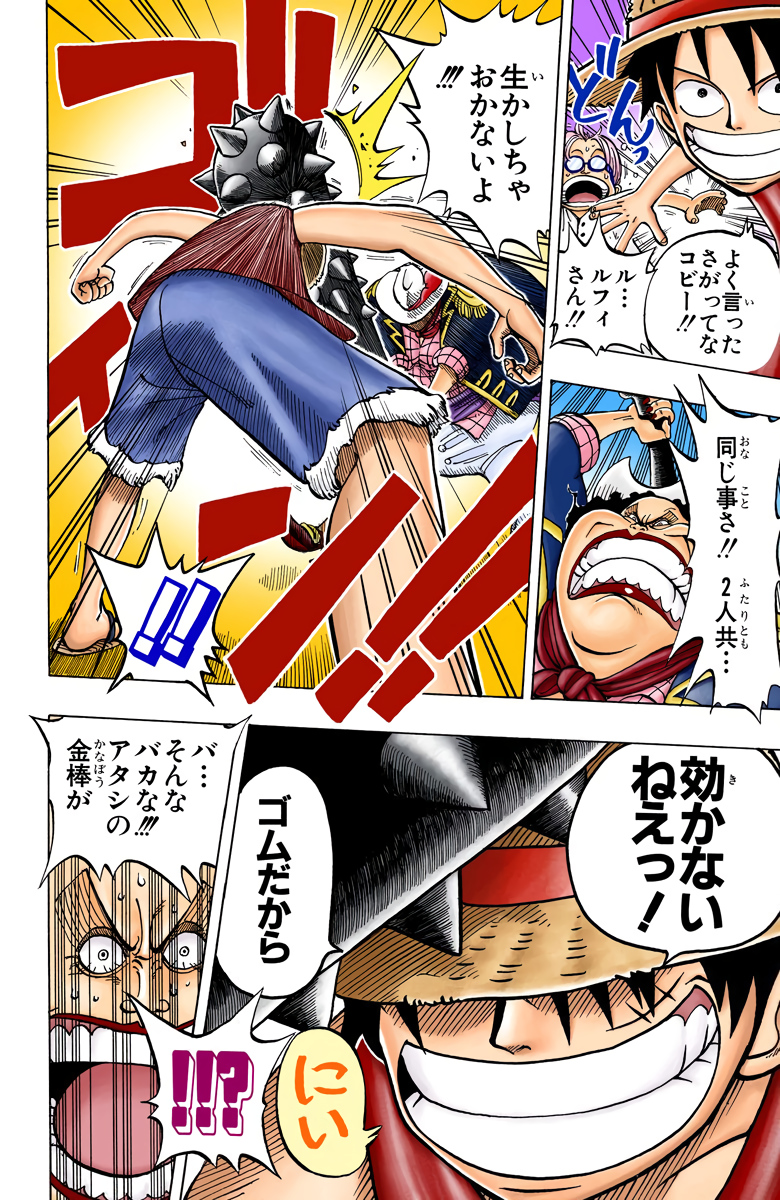 どんっ
よく言った
さがってな
コビー!!
ル…
ルフィ
さん!!
同じ事さ!!
2人共…
生かしちゃ
おかないよ
!!!
ゴキィ!!!
!!
効かない
ねえっ!
ゴムだから
にい
バ…
そんな
バカな!!!
アタシの
金棒が
!!!?